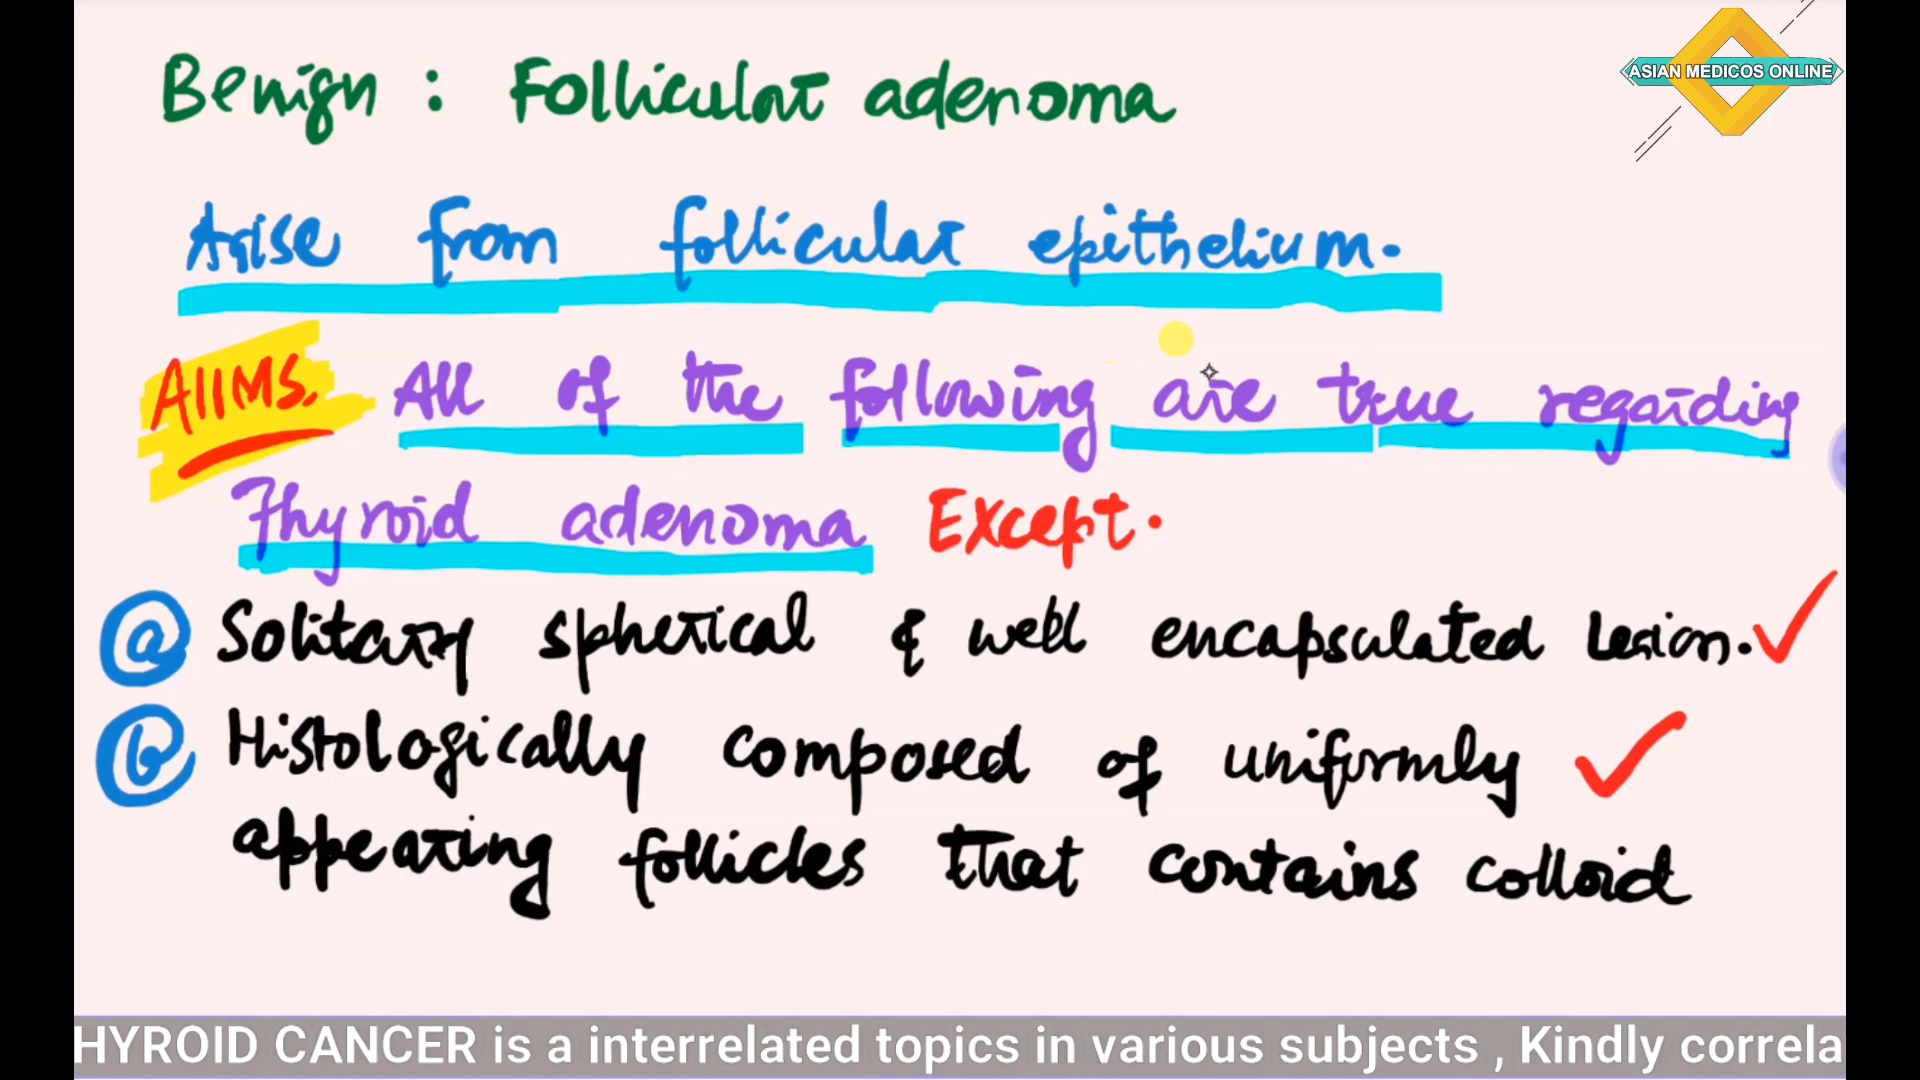 Benign : Follicular adenoma
ASIAN MEDICOS ONLINE
Arise from follicular epithelium.
AIIMS. All of the following are true regarding
Thyroid adenoma Except.
a Solitary spherical & well encapsulated lesion.
b Histologically composed of uniformly
appearing follicles that contains colloid
HYROID CANCER is a interrelated topics in various subjects , Kindly correla